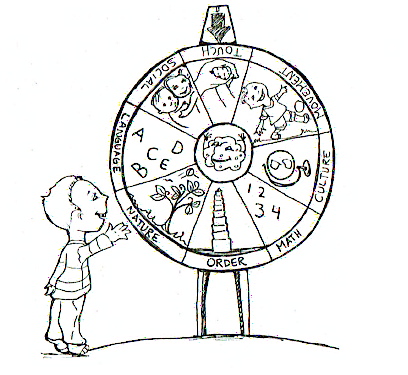 TOUCH
MOVEMENT
CULTURE
MATH
ORDER
NATURE
LANGUAGE
SOCIAL
A
B
C
E
D
1 2
3 4